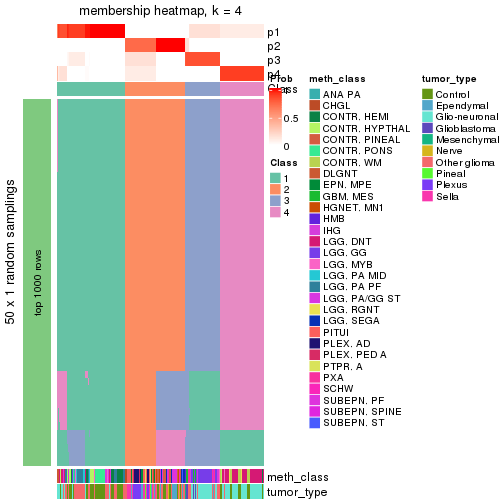 membership heatmap, k = 4
p1
p2
p3
p4
Class
Prob
1
0.5
0
Class
1
2
3
4
50 x 1 random samplings
top 1000 rows
meth_class
tumor_type
meth_class
ANA PA
CHGL
CONTR, HEMI
CONTR, HYPTHAL
CONTR, PINEAL
CONTR, PONS
CONTR, WM
DLGNT
EPN, MPE
GBM, MES
HGNET, MN1
HMB
IHG
LGG, DNT
LGG, GG
LGG, MYB
LGG, PA MID
LGG, PA PF
LGG, PA/GG ST
LGG, RGNT
LGG, SEGA
PITUI
PLEX, AD
PLEX, PED A
PTPR, A
PXA
SCHW
SUBEPN, PF
SUBEPN, SPINE
SUBEPN, ST
tumor_type
Control
Ependymal
Glio-neuronal
Glioblastoma
Mesenchymal
Nerve
Other glioma
Pineal
Plexus
Sella